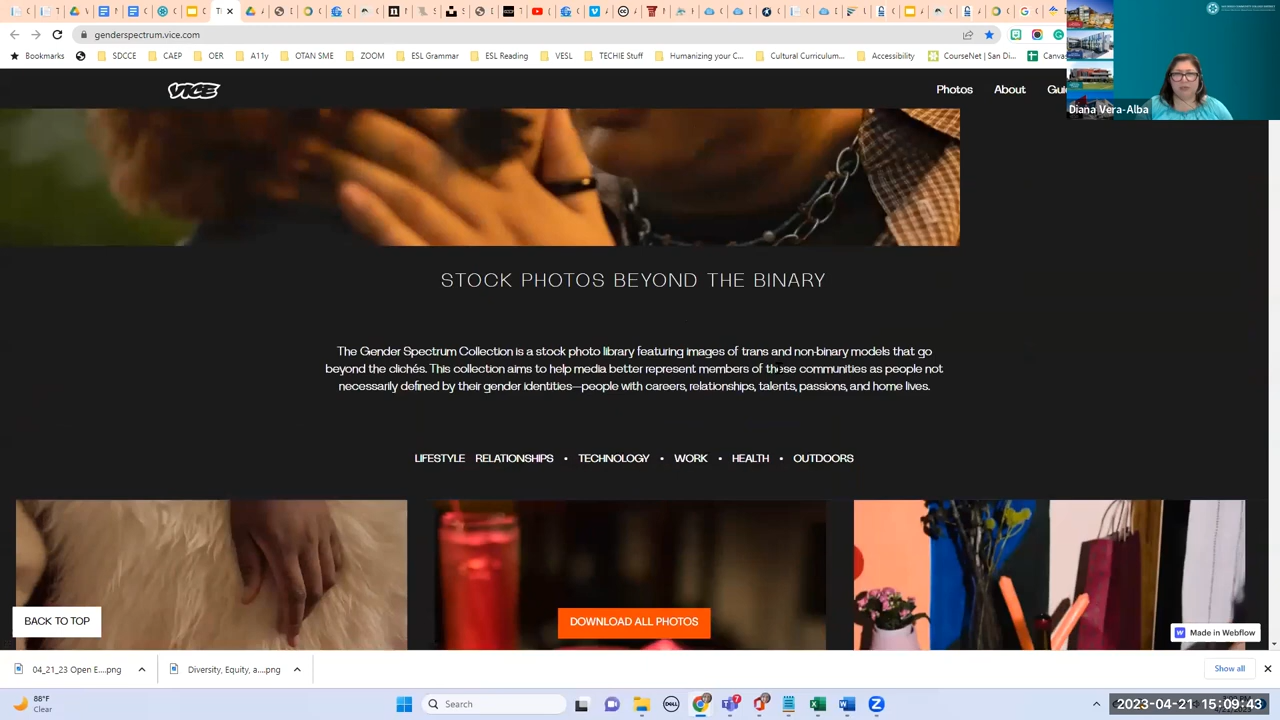 genderspectrum.vice.com
Bookmarks SDCCE CAEP OER A11y OTAN Stuff ESL Grammar ESL Reading VESL TECHIE Stuff Humanizing your C... Cultural Curriculum... Accessibility CourseNet | San Di...
VICE
Photos About
Diana Vera-Alba
STOCK PHOTOS BEYOND THE BINARY
The Gender Spectrum Collection is a stock photo library featuring images of trans and non-binary models that go
beyond the clichés. This collection aims to help media better represent members of these communities as people not
necessarily defined by their gender identities—people with careers, relationships, talents, passions, and home lives.
LIFESTYLE RELATIONSHIPS • TECHNOLOGY • WORK • HEALTH • OUTDOORS
BACK TO TOP
DOWNLOAD ALL PHOTOS
Made in Webflow
04_21_23 Open E....png
Diversity, Equity, a....png
Show all
88°F
Clear
Search
2023-04-21 15:09:43